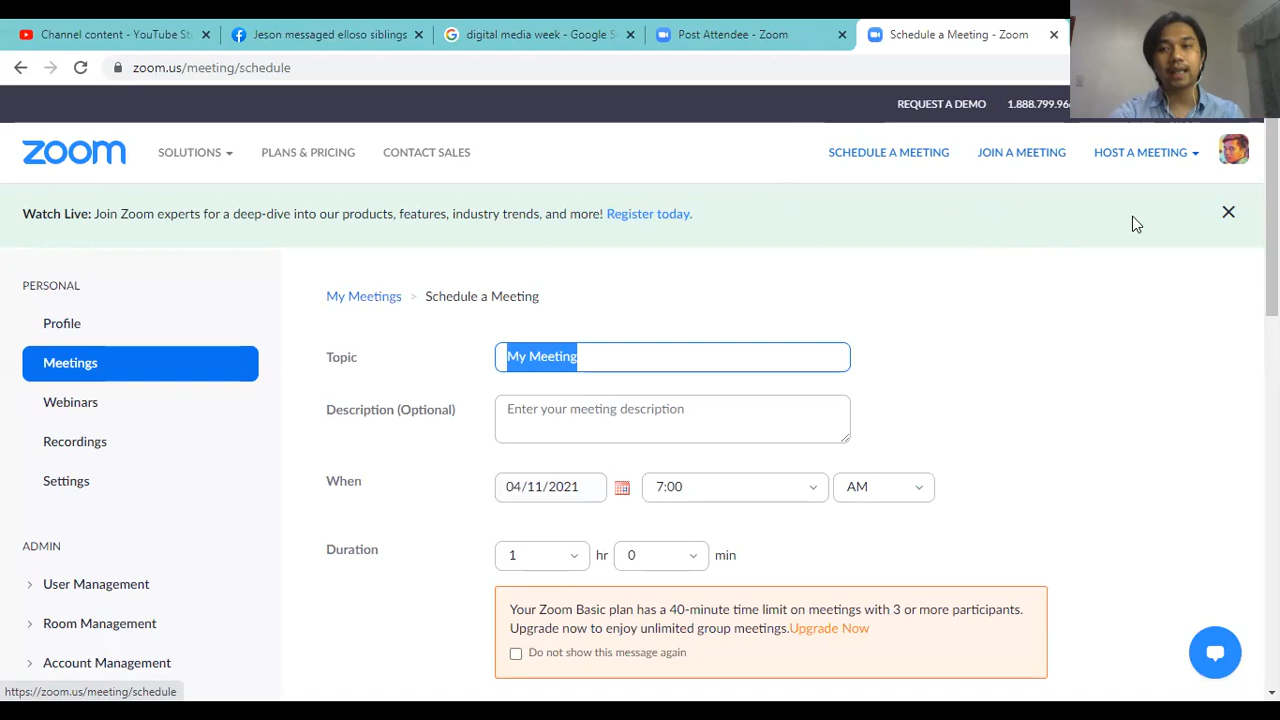 Channel content - YouTube St
Jeson messaged elloso siblings
digital media week - Google S
Post Attendee - Zoom
Schedule a Meeting - Zoom
zoom.us/meeting/schedule
REQUEST A DEMO
1.888.799.96
zoom
SOLUTIONS
PLANS & PRICING
CONTACT SALES
SCHEDULE A MEETING
JOIN A MEETING
HOST A MEETING
Watch Live: Join Zoom experts for a deep-dive into our products, features, industry trends, and more! Register today.
PERSONAL
Profile
Meetings
Webinars
Recordings
Settings
ADMIN
User Management
Room Management
Account Management
My Meetings > Schedule a Meeting
Topic
My Meeting
Description (Optional)
Enter your meeting description
When
04/11/2021
7:00
AM
Duration
1 hr 0 min
Your Zoom Basic plan has a 40-minute time limit on meetings with 3 or more participants.
Upgrade now to enjoy unlimited group meetings.Upgrade Now
Do not show this message again
https://zoom.us/meeting/schedule